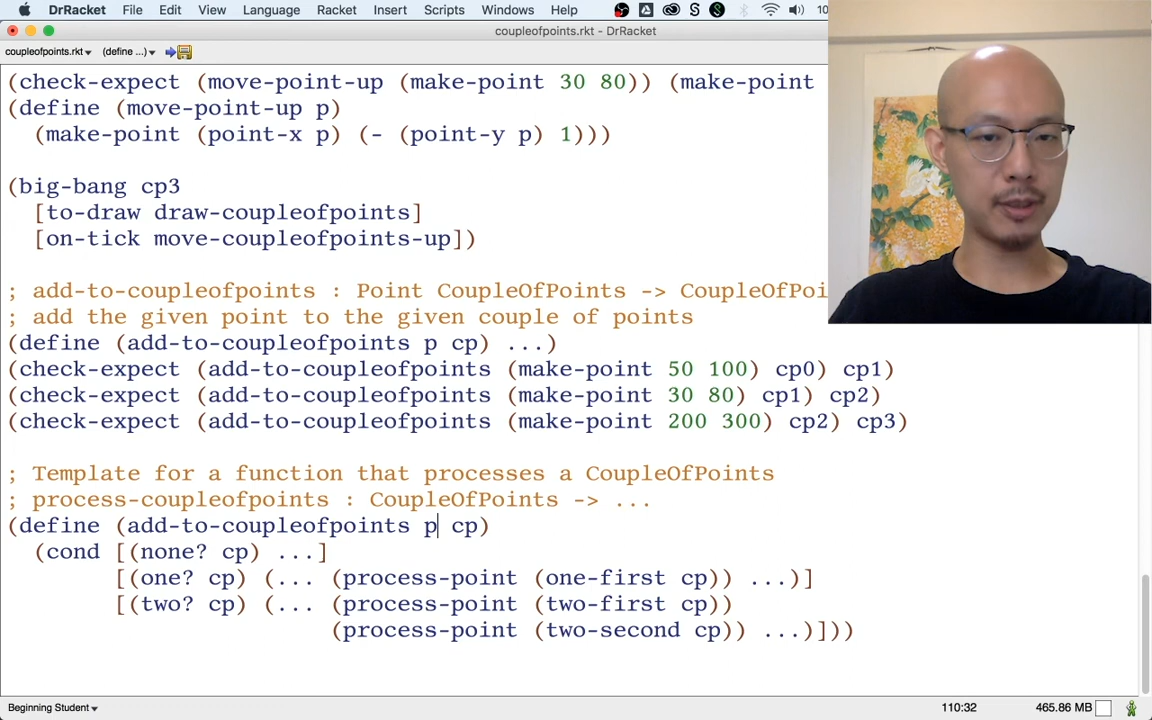 DrRacket File Edit View Language Racket Insert Scripts Windows Help 10
coupleofpoints.rkt - DrRacket
coupleofpoints.rkt (define ...)
(check-expect (move-point-up (make-point 30 80)) (make-point
(define (move-point-up p)
(make-point (point-x p) (- (point-y p) 1)))
(big-bang cp3
[to-draw draw-coupleofpoints]
[on-tick move-coupleofpoints-up])
; add-to-coupleofpoints : Point CoupleOfPoints -> CoupleOfPoi
; add the given point to the given couple of points
(define (add-to-coupleofpoints p cp) ...)
(check-expect (add-to-coupleofpoints (make-point 50 100) cp0) cp1)
(check-expect (add-to-coupleofpoints (make-point 30 80) cp1) cp2)
(check-expect (add-to-coupleofpoints (make-point 200 300) cp2) cp3)
; Template for a function that processes a CoupleOfPoints
; process-coupleofpoints : CoupleOfPoints -> ...
(define (add-to-coupleofpoints p cp)
(cond [(none? cp) ...]
[(one? cp) (... (process-point (one-first cp)) ...)]
[(two? cp) (... (process-point (two-first cp))
(process-point (two-second cp)) ...)]))
Beginning Student 110:32 465.86 MB